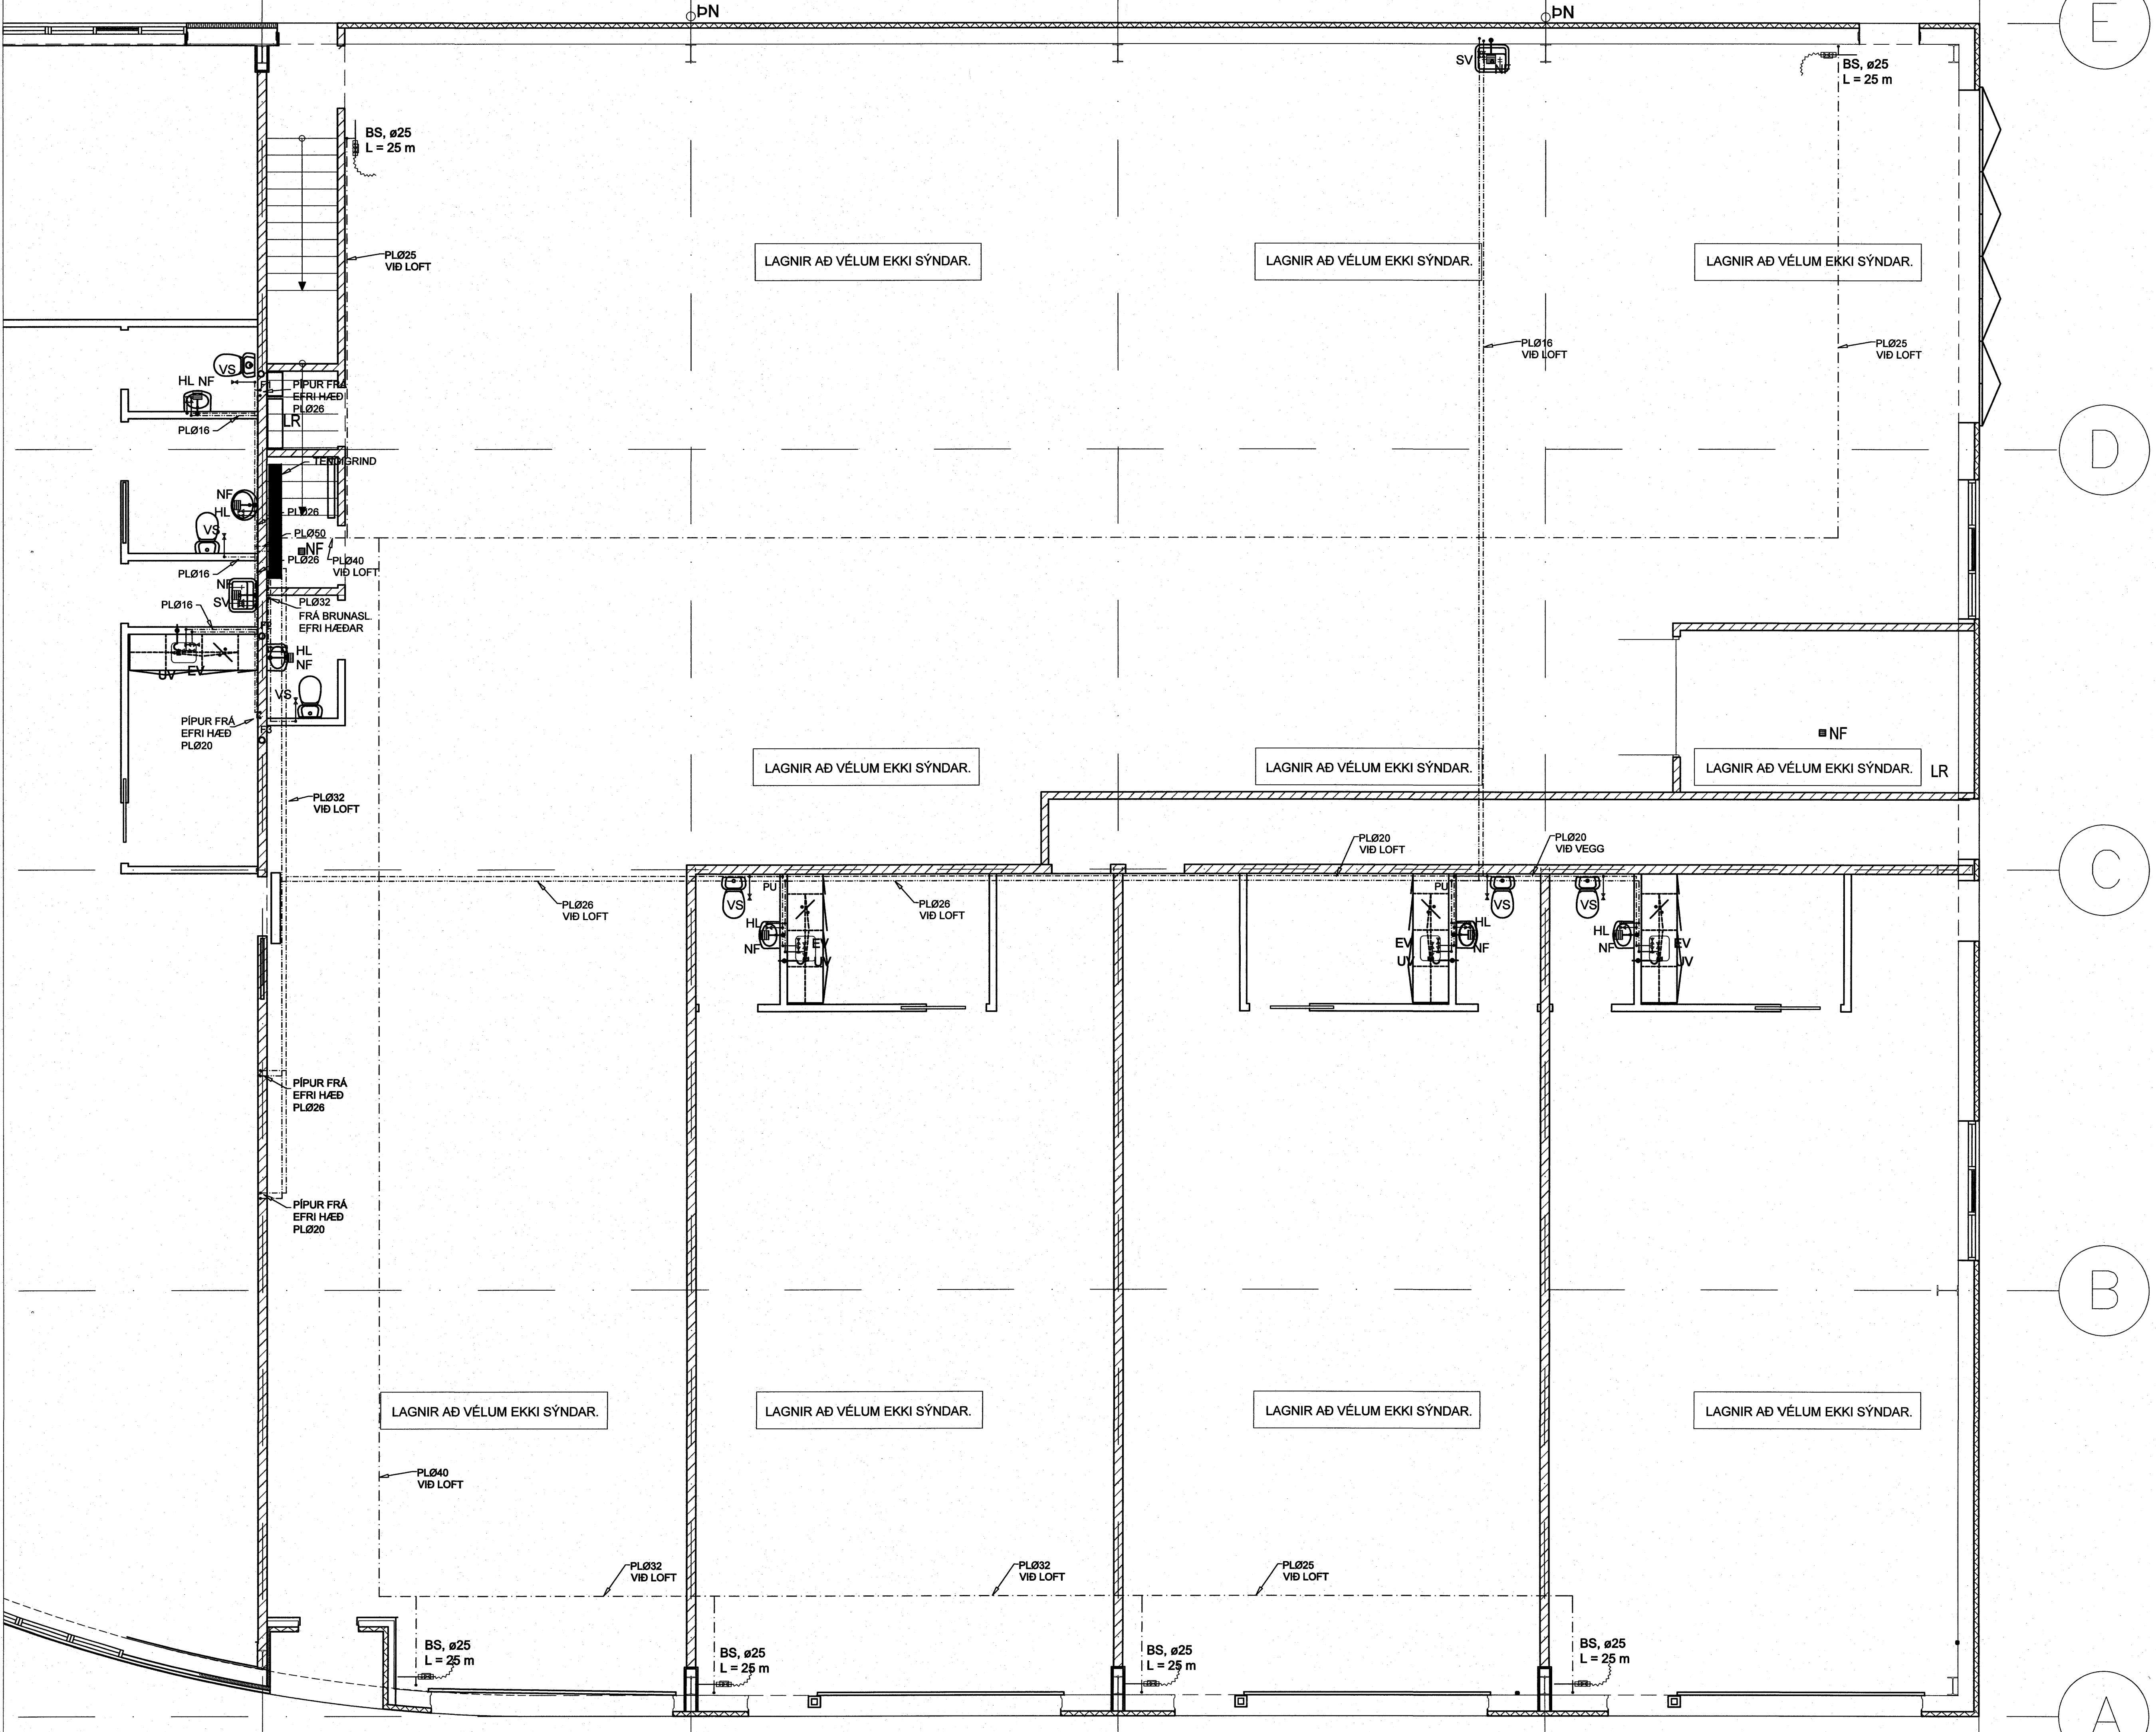 ÞN
ÞN
E
SV
NF
BS, ø25
L = 25 m
BS, ø25
L = 25 m
PLØ25
VIÐ LOFT
LAGNIR AÐ VÉLUM EKKI SÝNDAR.
LAGNIR AÐ VÉLUM EKKI SÝNDAR.
LAGNIR AÐ VÉLUM EKKI SÝNDAR.
PLØ16
VIÐ LOFT
PLØ25
VIÐ LOFT
VS
HL NF
PLØ16
F1
PÍPUR FRÁ
EFRI HÆÐ
PLØ26
LR
D
TENGIGRIND
NF
HL
VS
PLØ26
PLØ50
NF
PLØ26
PLØ40
VIÐ LOFT
PLØ16
NF
SV
PLØ16
PLØ32
FRÁ BRUNASL.
EFRI HÆÐAR
F2
HL
NF
UV
EV
VS
PÍPUR FRÁ
EFRI HÆÐ
PLØ20
F3
NF
LAGNIR AÐ VÉLUM EKKI SÝNDAR.
LAGNIR AÐ VÉLUM EKKI SÝNDAR.
LAGNIR AÐ VÉLUM EKKI SÝNDAR.
LR
PLØ32
VIÐ LOFT
PLØ20
VIÐ LOFT
PLØ20
VIÐ VEGG
C
PLØ26
VIÐ LOFT
PLØ26
VIÐ LOFT
PU
VS
HL
NF
EV
UV
PU
VS
HL
NF
EV
UV
VS
HL
NF
EV
UV
PÍPUR FRÁ
EFRI HÆÐ
PLØ26
PÍPUR FRÁ
EFRI HÆÐ
PLØ20
B
LAGNIR AÐ VÉLUM EKKI SÝNDAR.
LAGNIR AÐ VÉLUM EKKI SÝNDAR.
LAGNIR AÐ VÉLUM EKKI SÝNDAR.
LAGNIR AÐ VÉLUM EKKI SÝNDAR.
PLØ40
VIÐ LOFT
PLØ32
VIÐ LOFT
PLØ32
VIÐ LOFT
PLØ25
VIÐ LOFT
BS, ø25
L = 25 m
BS, ø25
L = 25 m
BS, ø25
L = 25 m
BS, ø25
L = 25 m
A